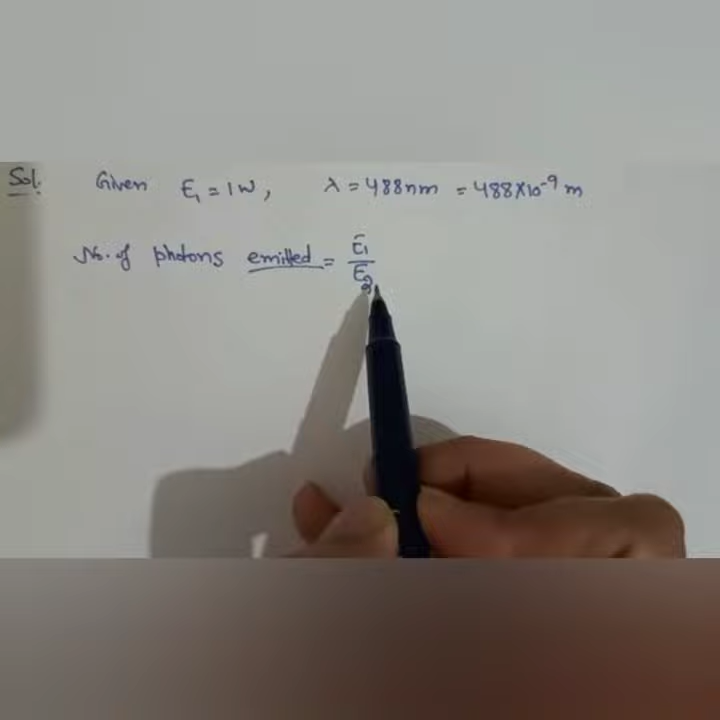 Sol: Given E₁ = 1W, λ = 488nm = 488×10⁻⁹ m
No. of photons emitted = E₁/E₂